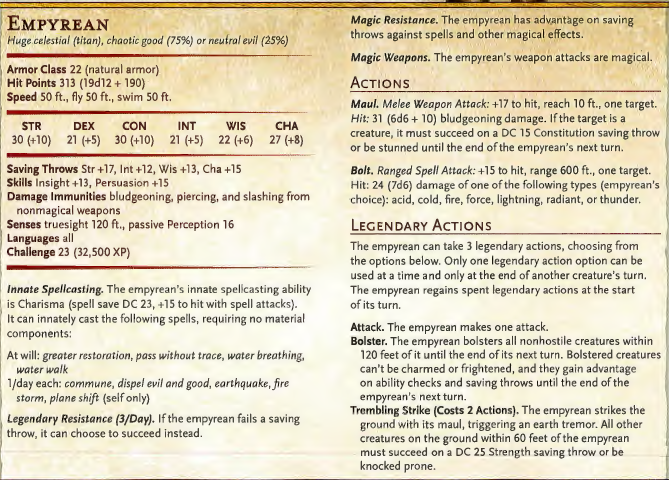 EMPYREAN
Huge celestial (titan), chaotic good (75%) or neutral evil (25%)
Armor Class 22 (natural armor)
Hit Points 313 (19d12 + 190)
Speed 50 ft., fly 50 ft., swim 50 ft.
STR DEX CON INT WIS CHA
30 (+10) 21 (+5) 30 (+10) 21 (+5) 22 (+6) 27 (+8)
Saving Throws Str +17, Int +12, Wis +13, Cha +15
Skills Insight +13, Persuasion +15
Damage Immunities bludgeoning, piercing, and slashing from
nonmagical weapons
Senses truesight 120 ft., passive Perception 16
Languages all
Challenge 23 (32,500 XP)
Innate Spellcasting. The empyrean's innate spellcasting ability
is Charisma (spell save DC 23, +15 to hit with spell attacks).
It can innately cast the following spells, requiring no material
components:
At will: greater restoration, pass without trace, water breathing,
water walk
1/day each: commune, dispel evil and good, earthquake, fire
storm, plane shift (self only)
Legendary Resistance (3/Day). If the empyrean fails a saving
throw, it can choose to succeed instead.
Magic Resistance. The empyrean has advantage on saving
throws against spells and other magical effects.
Magic Weapons. The empyrean's weapon attacks are magical.
ACTIONS
Maul. Melee Weapon Attack: +17 to hit, reach 10 ft., one target.
Hit: 31 (6d6 + 10) bludgeoning damage. If the target is a
creature, it must succeed on a DC 15 Constitution saving throw
or be stunned until the end of the empyrean's next turn.
Bolt. Ranged Spell Attack: +15 to hit, range 600 ft., one target.
Hit: 24 (7d6) damage of one of the following types (empyrean's
choice): acid, cold, fire, force, lightning, radiant, or thunder.
LEGENDARY ACTIONS
The empyrean can take 3 legendary actions, choosing from
the options below. Only one legendary action option can be
used at a time and only at the end of another creature's turn.
The empyrean regains spent legendary actions at the start
of its turn.
Attack. The empyrean makes one attack.
Bolster. The empyrean bolsters all nonhostile creatures within
120 feet of it until the end of its next turn. Bolstered creatures
can't be charmed or frightened, and they gain advantage
on ability checks and saving throws until the end of the
empyrean's next turn.
Trembling Strike (Costs 2 Actions). The empyrean strikes the
ground with its maul, triggering an earth tremor. All other
creatures on the ground within 60 feet of the empyrean
must succeed on a DC 25 Strength saving throw or be
knocked prone.